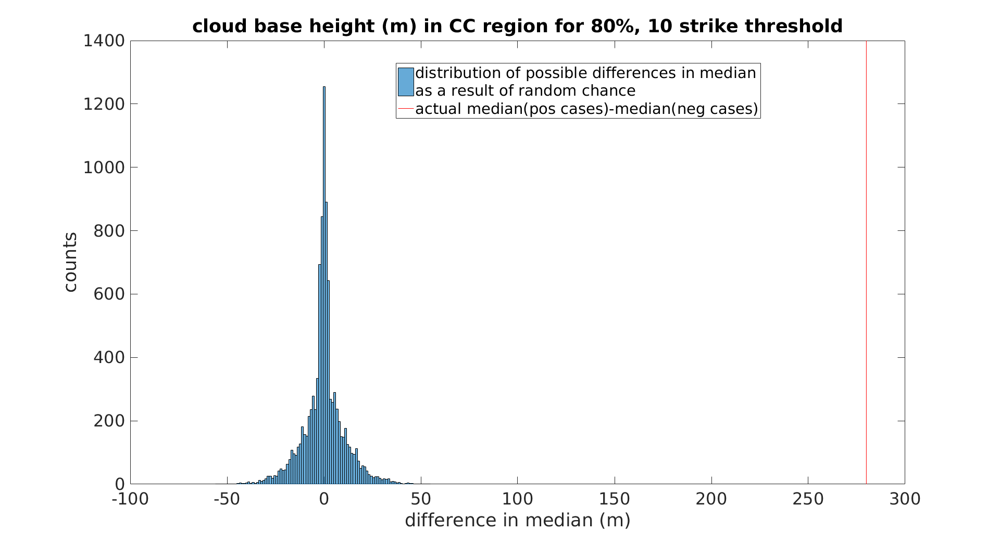 cloud base height (m) in CC region for 80%, 10 strike threshold
1400
1200
1000
800
600
400
200
0
counts
distribution of possible differences in median
as a result of random chance
actual median(pos cases)-median(neg cases)
-100 -50 0 50 100 150 200 250 300
difference in median (m)